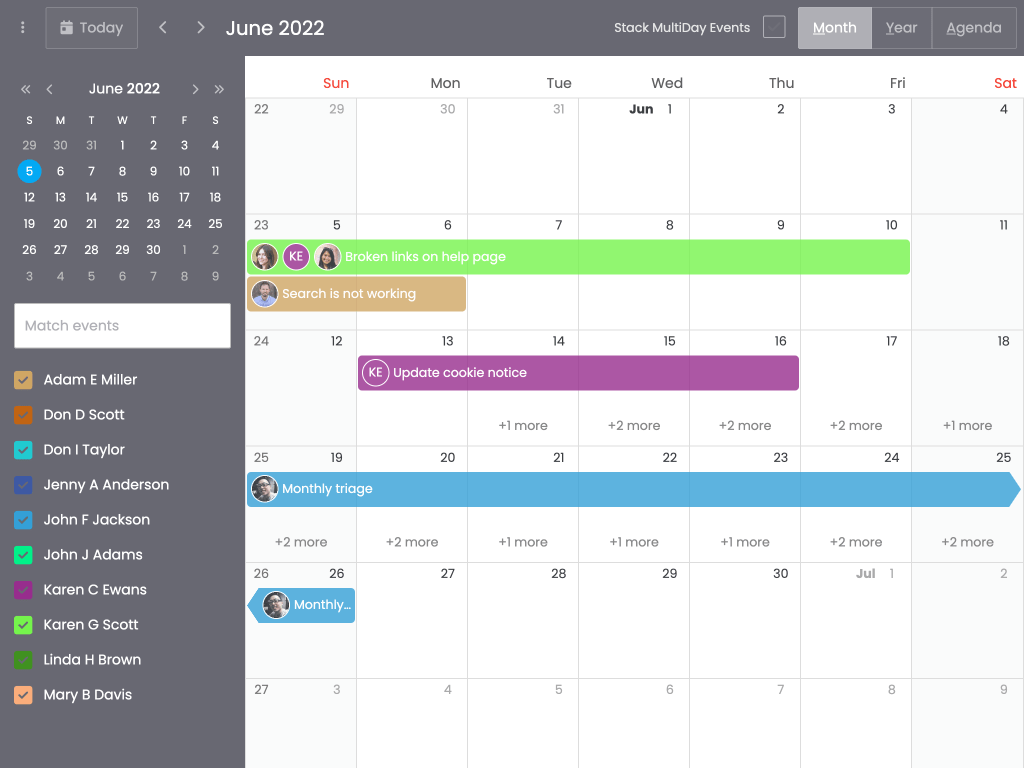 Today
June 2022
Stack MultiDay Events
Month Year Agenda
June 2022
S M T W T F S
29 30 31 1 2 3 4
5 6 7 8 9 10 11
12 13 14 15 16 17 18
19 20 21 22 23 24 25
26 27 28 29 30 1 2
3 4 5 6 7 8 9
Match events
Adam E Miller
Don D Scott
Don I Taylor
Jenny A Anderson
John F Jackson
John J Adams
Karen C Ewans
Karen G Scott
Linda H Brown
Mary B Davis
Sun Mon Tue Wed Thu Fri Sat
22 29 30 31 Jun 1 2 3 4
23 5 6 7 8 9 10 11
KE Broken links on help page
Search is not working
24 12 13 14 15 16 17 18
KE Update cookie notice
+1 more +2 more +2 more +2 more +1 more
25 19 20 21 22 23 24 25
Monthly triage
+2 more +2 more +1 more +1 more +1 more +2 more +2 more
26 26 27 28 29 30 Jul 1 2
Monthly...
27 3 4 5 6 7 8 9